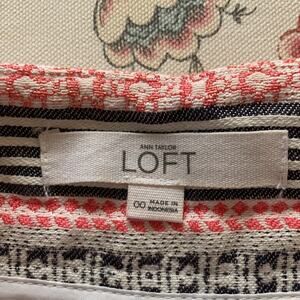 ANN TAYLOR
LOFT
00 MADE IN
INDONESIA